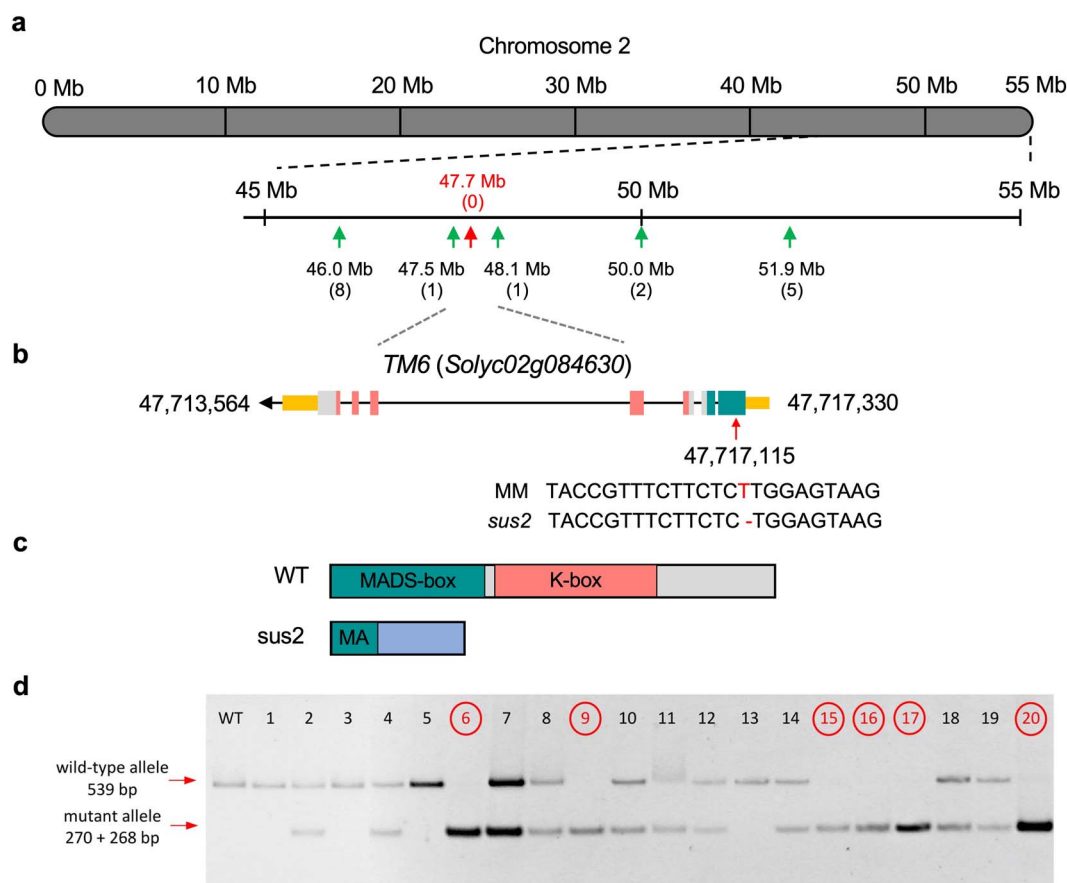 a
Chromosome 2
0 Mb 10 Mb 20 Mb 30 Mb 40 Mb 50 Mb 55 Mb
45 Mb 47.7 Mb 50 Mb 55 Mb
(0)
46.0 Mb 47.5 Mb 48.1 Mb 50.0 Mb 51.9 Mb
(8) (1) (1) (2) (5)
b
TM6 (Solyc02g084630)
47,713,564 47,717,330
47,717,115
MM TACCGTTTCTTCTCTTGGAGTAAG
sus2 TACCGTTTCTTCTC -TGGAGTAAG
c
WT MADS-box K-box
sus2 MA
d
WT 1 2 3 4 5 6 7 8 9 10 11 12 13 14 15 16 17 18 19 20
wild-type allele
539 bp
mutant allele
270 + 268 bp